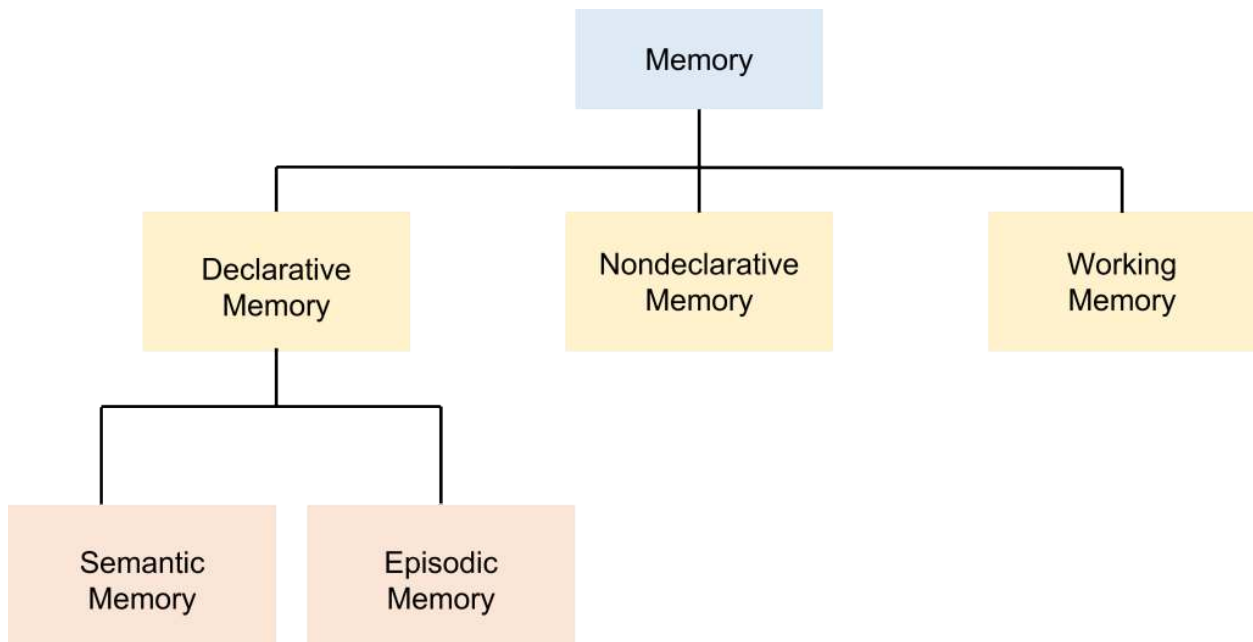 Memory
Declarative
Memory
Nondeclarative
Memory
Working
Memory
Semantic
Memory
Episodic
Memory